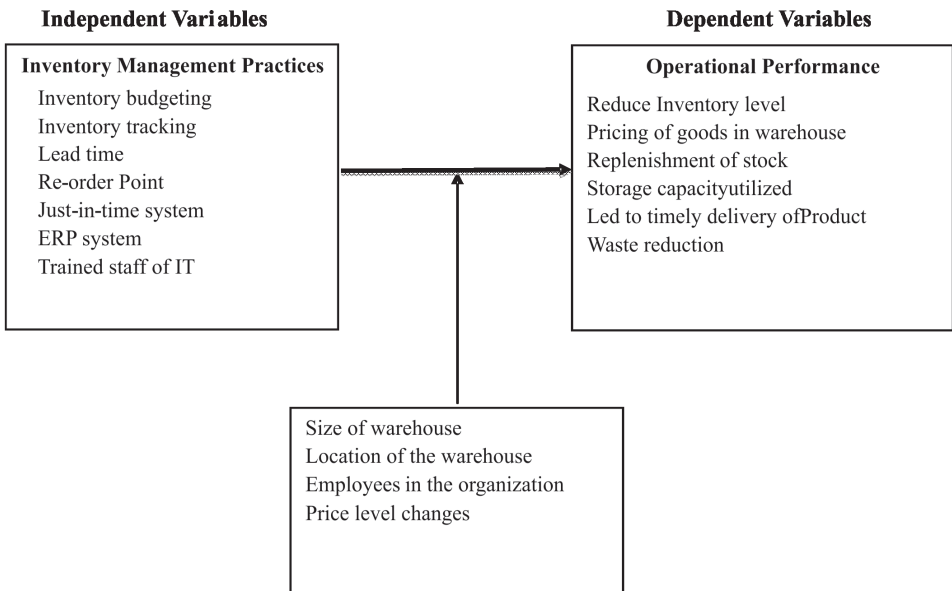 Independent Variables
Dependent Variables
Inventory Management Practices
Inventory budgeting
Inventory tracking
Lead time
Re-order Point
Just-in-time system
ERP system
Trained staff of IT
Operational Performance
Reduce Inventory level
Pricing of goods in warehouse
Replenishment of stock
Storage capacityutilized
Led to timely delivery ofProduct
Waste reduction
Size of warehouse
Location of the warehouse
Employees in the organization
Price level changes